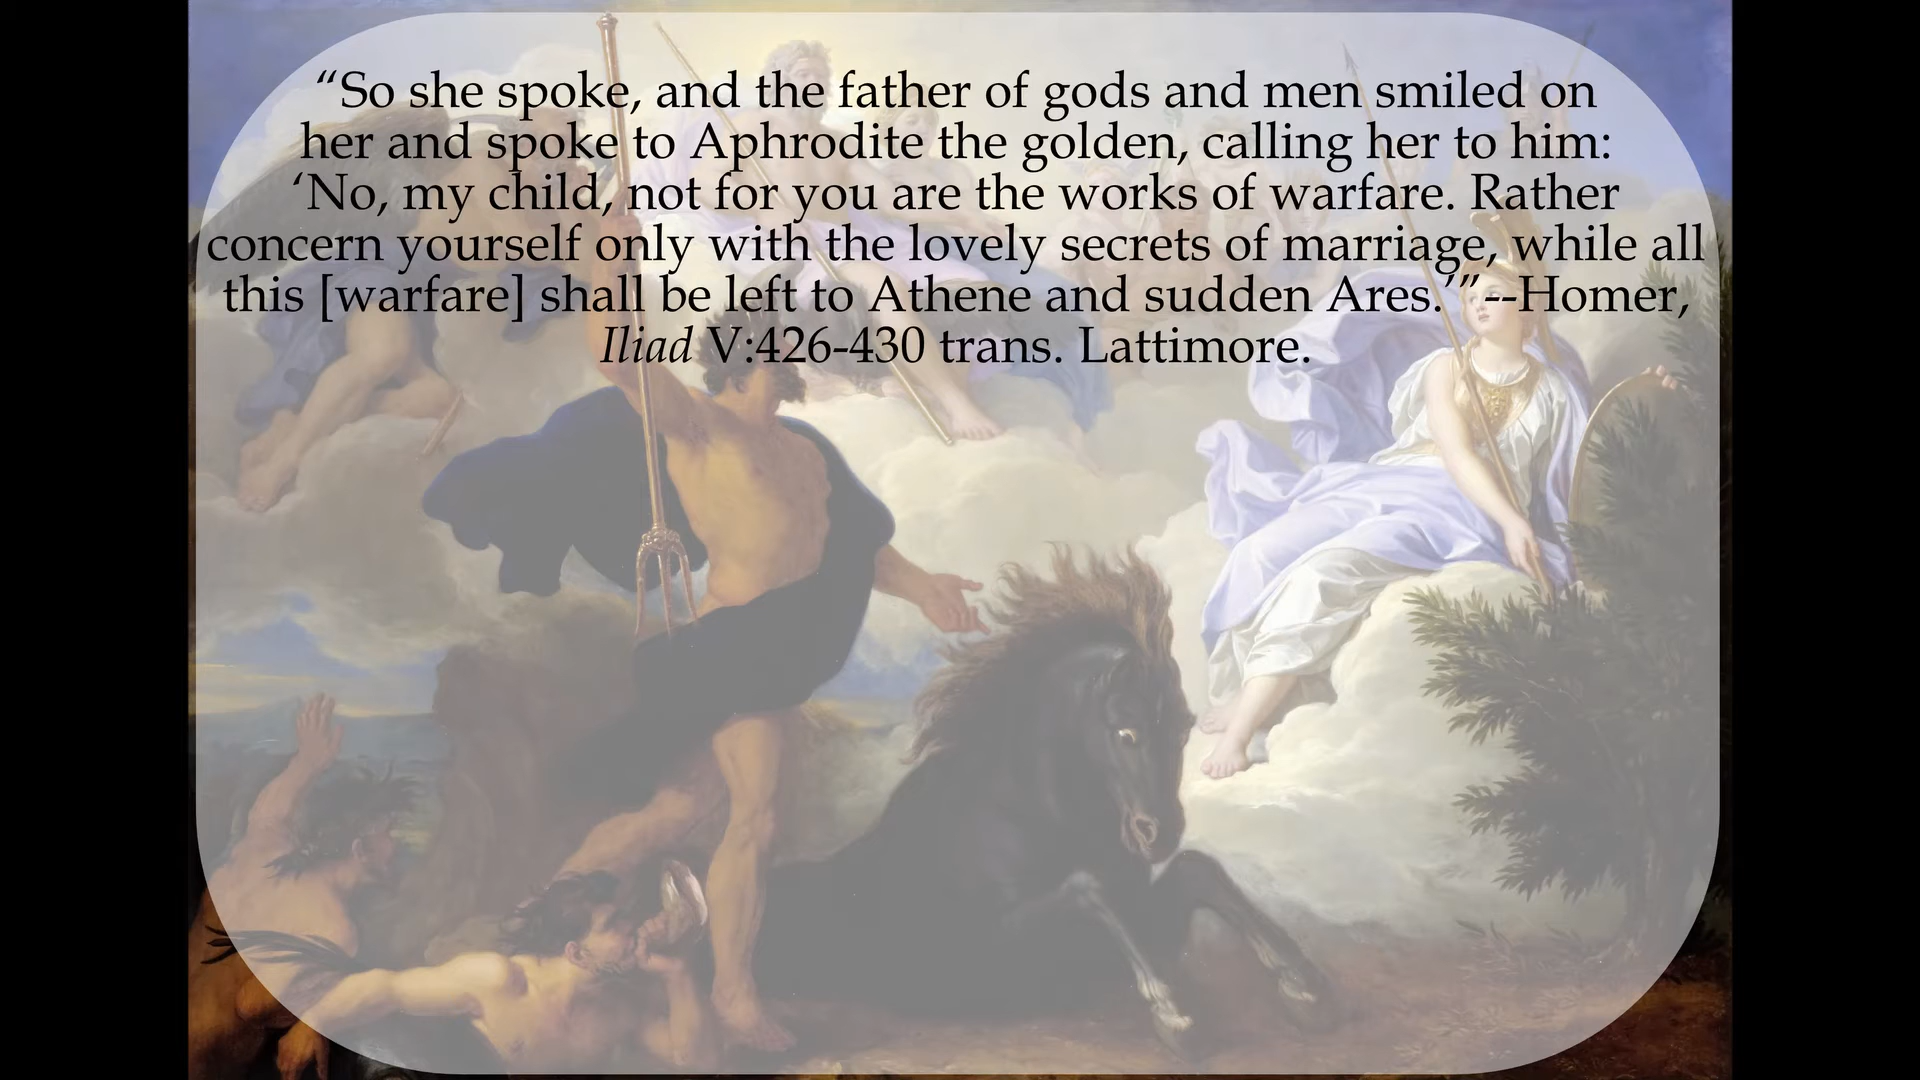 “So she spoke, and the father of gods and men smiled on
her and spoke to Aphrodite the golden, calling her to him:
‘No, my child, not for you are the works of warfare. Rather
concern yourself only with the lovely secrets of marriage, while all
this [warfare] shall be left to Athene and sudden Ares.’”--Homer,
Iliad V:426-430 trans. Lattimore.